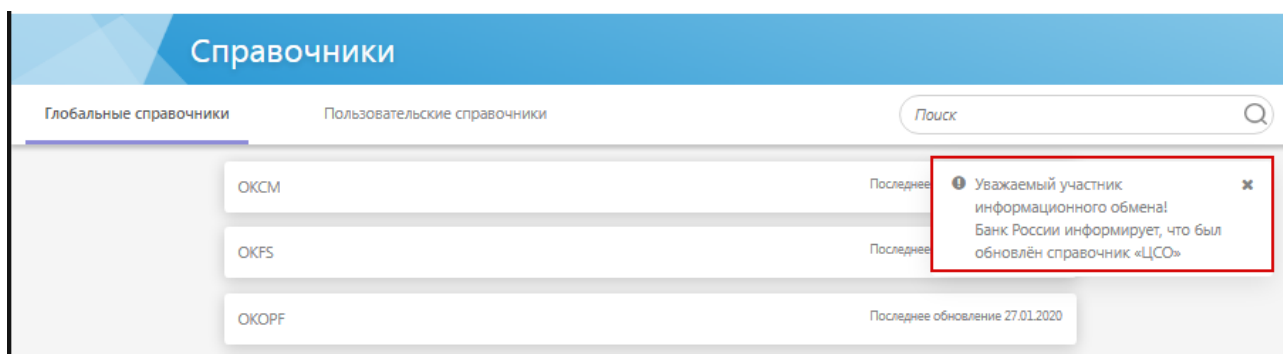 Справочники
Глобальные справочники
Пользовательские справочники
Поиск
OKCM
Последнее
Уважаемый участник
информационного обмена!
Банк России информирует, что был
обновлён справочник «ЦСО»
OKFS
Последнее
OKOPF
Последнее обновление 27.01.2020